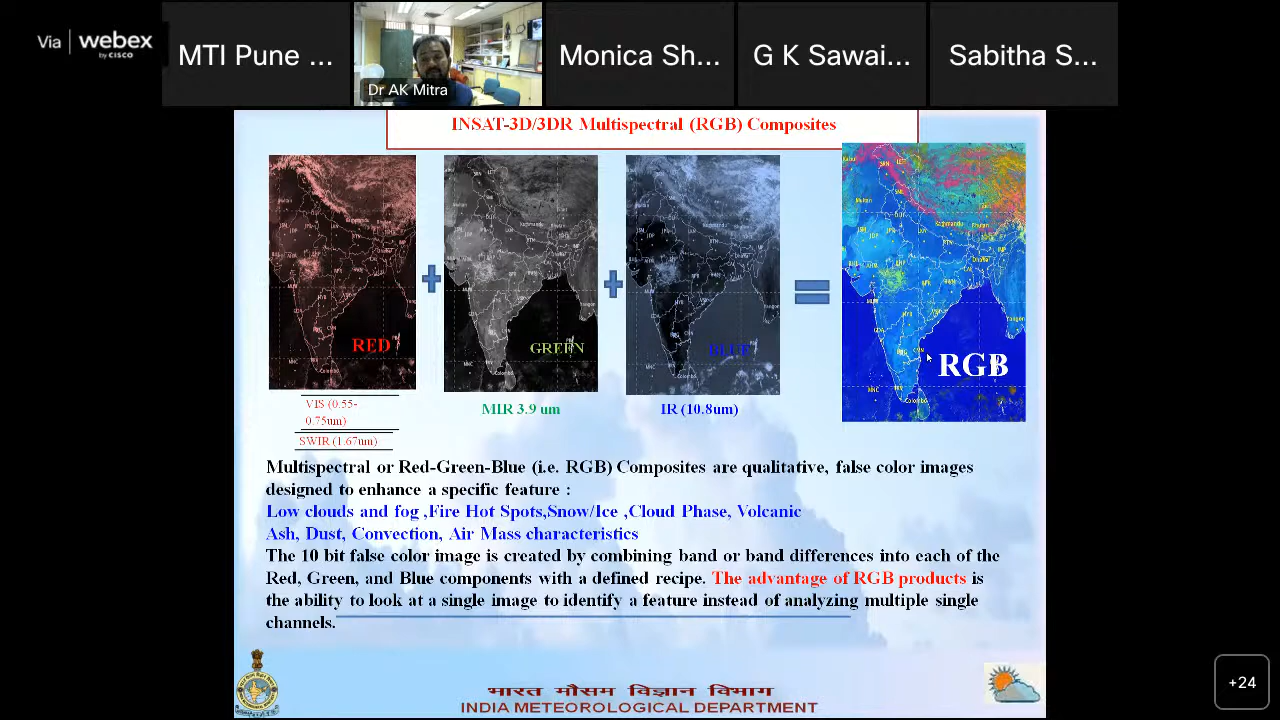 Via webex
by CISCO
MTI Pune ...
Dr AK Mitra
Monica Sh...
G K Sawai...
Sabitha S...
INSAT-3D/3DR Multispectral (RGB) Composites
RED
GREEN
BLUE
RGB
VIS (0.55-
0.75um)
SWIR (1.67um)
MIR 3.9 um
IR (10.8um)
Multispectral or Red-Green-Blue (i.e. RGB) Composites are qualitative, false color images
designed to enhance a specific feature :
Low clouds and fog ,Fire Hot Spots,Snow/Ice ,Cloud Phase, Volcanic
Ash, Dust, Convection, Air Mass characteristics
The 10 bit false color image is created by combining band or band differences into each of the
Red, Green, and Blue components with a defined recipe. The advantage of RGB products is
the ability to look at a single image to identify a feature instead of analyzing multiple single
channels.
भारत मौसम विज्ञान विभाग
INDIA METEOROLOGICAL DEPARTMENT
+24